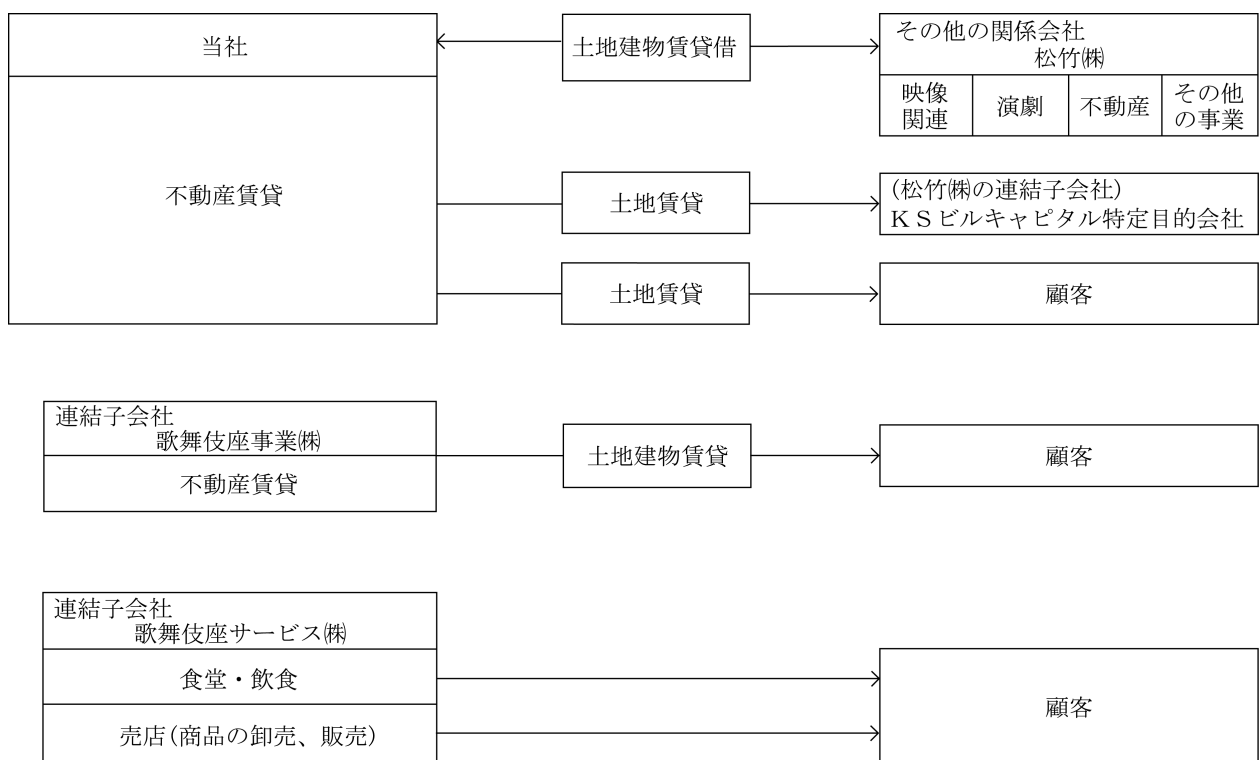 当社
土地建物賃貸借
その他の関係会社
松竹㈱
映像
関連
演劇
不動産
その他
の事業
不動産賃貸
土地賃貸
(松竹㈱の連結子会社)
KSビルキャピタル特定目的会社
土地賃貸
顧客
連結子会社
歌舞伎座事業㈱
不動産賃貸
土地建物賃貸
顧客
連結子会社
歌舞伎座サービス㈱
食堂・飲食
売店(商品の卸売、販売)
顧客